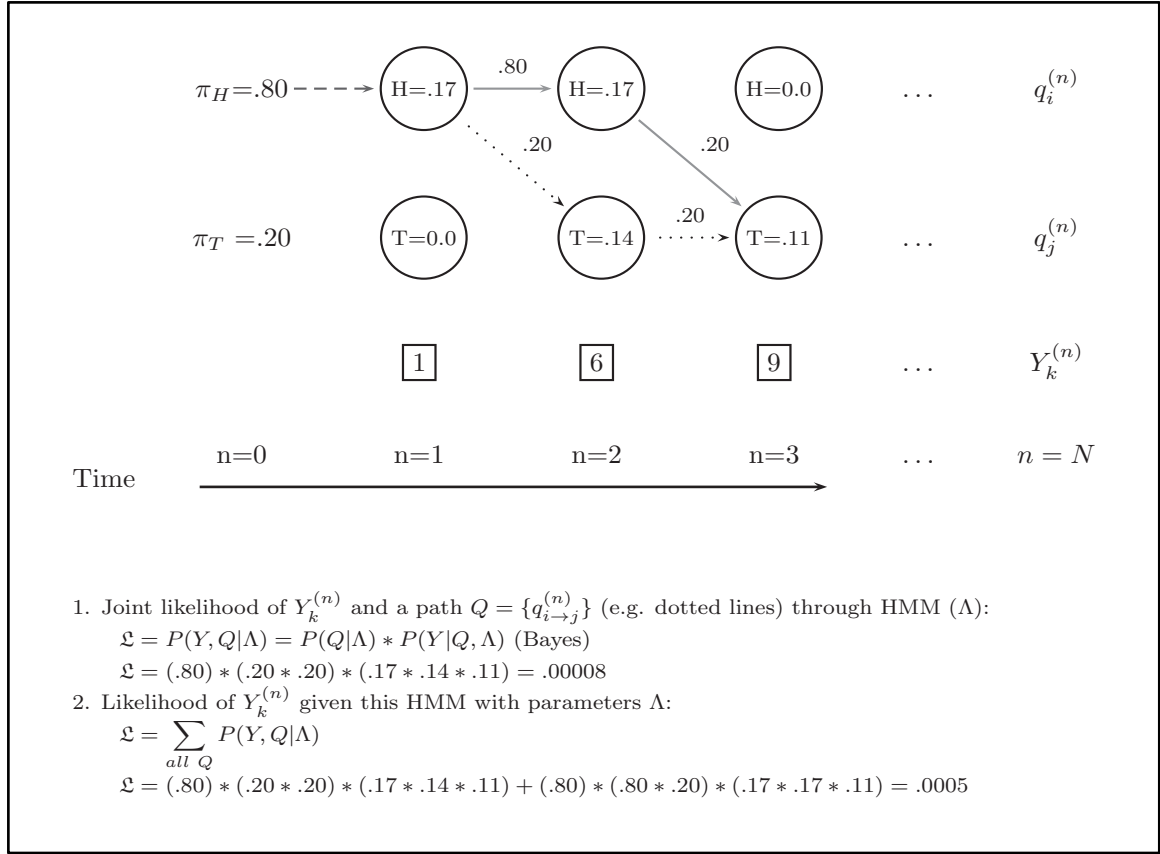 .80
π_H=.80 H=.17 H=.17 H=0.0 ... q_i^(n)
.20 .20
.20
π_T =.20 T=0.0 T=.14 T=.11 ... q_j^(n)
1 6 9 ... Y_k^(n)
n=0 n=1 n=2 n=3 ... n = N
Time
1. Joint likelihood of Y_k^(n) and a path Q = {q_{i→j}^(n)} (e.g. dotted lines) through HMM (Λ):
𝔏 = P(Y, Q|Λ) = P(Q|Λ) ∗ P(Y|Q, Λ) (Bayes)
𝔏 = (.80) ∗ (.20 ∗ .20) ∗ (.17 ∗ .14 ∗ .11) = .00008
2. Likelihood of Y_k^(n) given this HMM with parameters Λ:
𝔏 = ∑_{all Q} P(Y, Q|Λ)
𝔏 = (.80) ∗ (.20 ∗ .20) ∗ (.17 ∗ .14 ∗ .11) + (.80) ∗ (.80 ∗ .20) ∗ (.17 ∗ .17 ∗ .11) = .0005